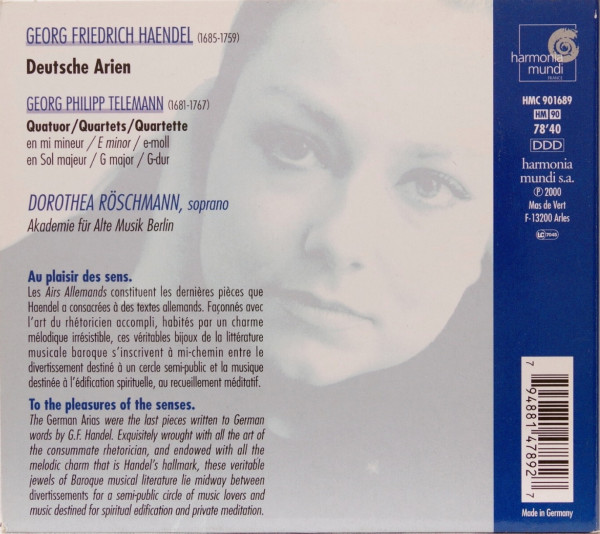 GEORG FRIEDRICH HAENDEL (1685-1759)
Deutsche Arien
GEORG PHILIPP TELEMANN (1681-1767)
Quatuor/Quartets/Quartette
en mi mineur / E minor / e-moll
en Sol majeur / G major / G-dur
DOROTHEA RÖSCHMANN, soprano
Akademie für Alte Musik Berlin
Au plaisir des sens.
Les Airs Allemands constituent les dernières pièces que
Haendel a consacrées à des textes allemands. Façonnés avec
l'art du rhétoricien accompli, habités par un charme
mélodique irrésistible, ces véritables bijoux de la littérature
musicale baroque s'inscrivent à mi-chemin entre le
divertissement destiné à un cercle semi-public et la musique
destinée à l'édification spirituelle, au recueillement méditatif.
To the pleasures of the senses.
The German Arias were the last pieces written to German
words by G.F. Handel. Exquisitely wrought with all the art of
the consummate rhetorician, and endowed with all the
melodic charm that is Handel's hallmark, these veritable
jewels of Baroque musical literature lie midway between
divertissements for a semi-public circle of music lovers and
music destined for spiritual edification and private meditation.
harmonia
mundi
FRANCE
HMC 901689
HM 90
78'40
DDD
harmonia
mundi s.a.
℗ 2000
Mas de Vert
F-13200 Arles
LC 7045
7 94881 47892 7
Made in Germany